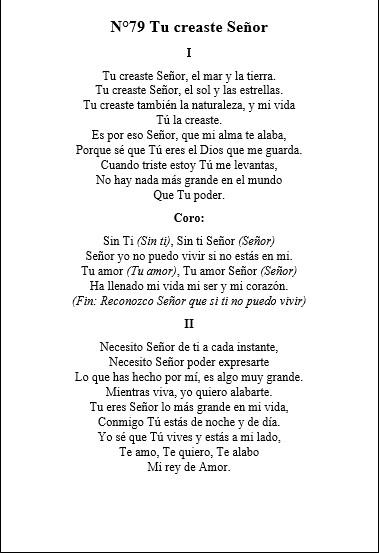 N°79 Tu creaste Señor
I
Tu creaste Señor, el mar y la tierra.
Tu creaste Señor, el sol y las estrellas.
Tu creaste también la naturaleza, y mi vida
Tú la creaste.
Es por eso Señor, que mi alma te alaba,
Porque sé que Tú eres el Dios que me guarda.
Cuando triste estoy Tú me levantas,
No hay nada más grande en el mundo
Que Tu poder.
Coro:
Sin Ti (Sin ti), Sin ti Señor (Señor)
Señor yo no puedo vivir si no estás en mi.
Tu amor (Tu amor), Tu amor Señor (Señor)
Ha llenado mi vida mi ser y mi corazón.
(Fin: Reconozco Señor que si ti no puedo vivir)
II
Necesito Señor de ti a cada instante,
Necesito Señor poder expresarte
Lo que has hecho por mí, es algo muy grande.
Mientras viva, yo quiero alabarte.
Tu eres Señor lo más grande en mi vida,
Conmigo Tú estás de noche y de día.
Yo sé que Tú vives y estás a mi lado,
Te amo, Te quiero, Te alabo
Mi rey de Amor.